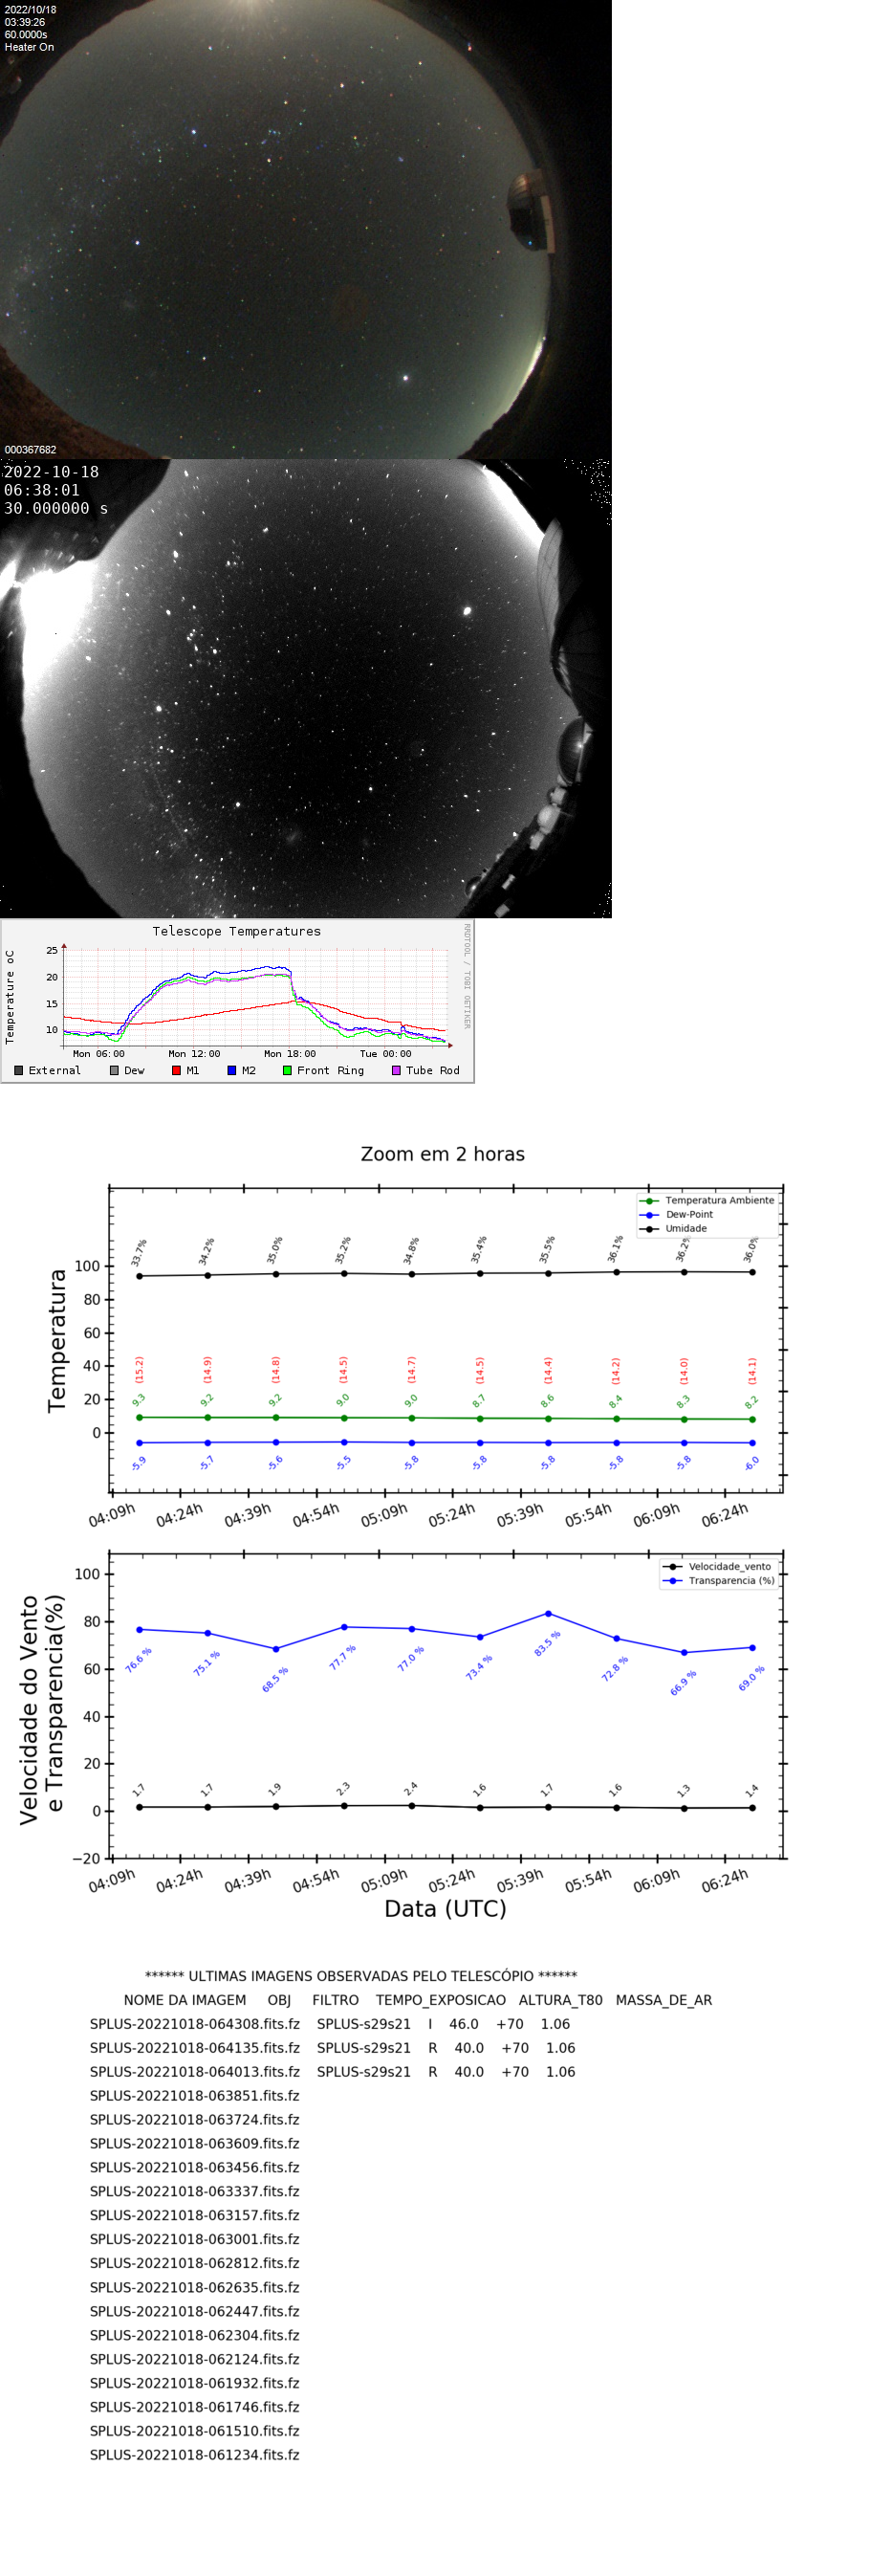 2022/10/18
03:39:26
60.0000s
Heater On
000367682
2022-10-18
06:38:01
30.000000 s
Telescope Temperatures
RRDTOOL / TOBI OETIKER
Temperature oC
25
20
15
10
Mon 06:00 Mon 12:00 Mon 18:00 Tue 00:00
External Dew M1 M2 Front Ring Tube Rod
Zoom em 2 horas
Temperatura Ambiente
Dew-Point
Umidade
Temperatura
33.7% 34.2% 35.0% 35.2% 34.8% 35.4% 35.5% 36.1% 36.2% 36.0%
100
80
60
40
20
0
(15.2) (14.9) (14.8) (14.5) (14.7) (14.5) (14.4) (14.2) (14.0) (14.1)
9.3 9.2 9.2 9.0 9.0 8.7 8.6 8.4 8.3 8.2
-5.9 -5.7 -5.6 -5.5 -5.8 -5.8 -5.8 -5.8 -5.8 -6.0
04:09h 04:24h 04:39h 04:54h 05:09h 05:24h 05:39h 05:54h 06:09h 06:24h
Velocidade_vento
Transparencia (%)
Velocidade do Vento
e Transparencia(%)
100
80
60
40
20
0
−20
76.6 % 75.1 % 68.5 % 77.7 % 77.0 % 73.4 % 83.5 % 72.8 % 66.9 % 69.0 %
1.7 1.7 1.9 2.3 2.4 1.6 1.7 1.6 1.3 1.4
04:09h 04:24h 04:39h 04:54h 05:09h 05:24h 05:39h 05:54h 06:09h 06:24h
Data (UTC)
****** ULTIMAS IMAGENS OBSERVADAS PELO TELESCÓPIO ******
NOME DA IMAGEM OBJ FILTRO TEMPO_EXPOSICAO ALTURA_T80 MASSA_DE_AR
SPLUS-20221018-064308.fits.fz SPLUS-s29s21 I 46.0 +70 1.06
SPLUS-20221018-064135.fits.fz SPLUS-s29s21 R 40.0 +70 1.06
SPLUS-20221018-064013.fits.fz SPLUS-s29s21 R 40.0 +70 1.06
SPLUS-20221018-063851.fits.fz
SPLUS-20221018-063724.fits.fz
SPLUS-20221018-063609.fits.fz
SPLUS-20221018-063456.fits.fz
SPLUS-20221018-063337.fits.fz
SPLUS-20221018-063157.fits.fz
SPLUS-20221018-063001.fits.fz
SPLUS-20221018-062812.fits.fz
SPLUS-20221018-062635.fits.fz
SPLUS-20221018-062447.fits.fz
SPLUS-20221018-062304.fits.fz
SPLUS-20221018-062124.fits.fz
SPLUS-20221018-061932.fits.fz
SPLUS-20221018-061746.fits.fz
SPLUS-20221018-061510.fits.fz
SPLUS-20221018-061234.fits.fz